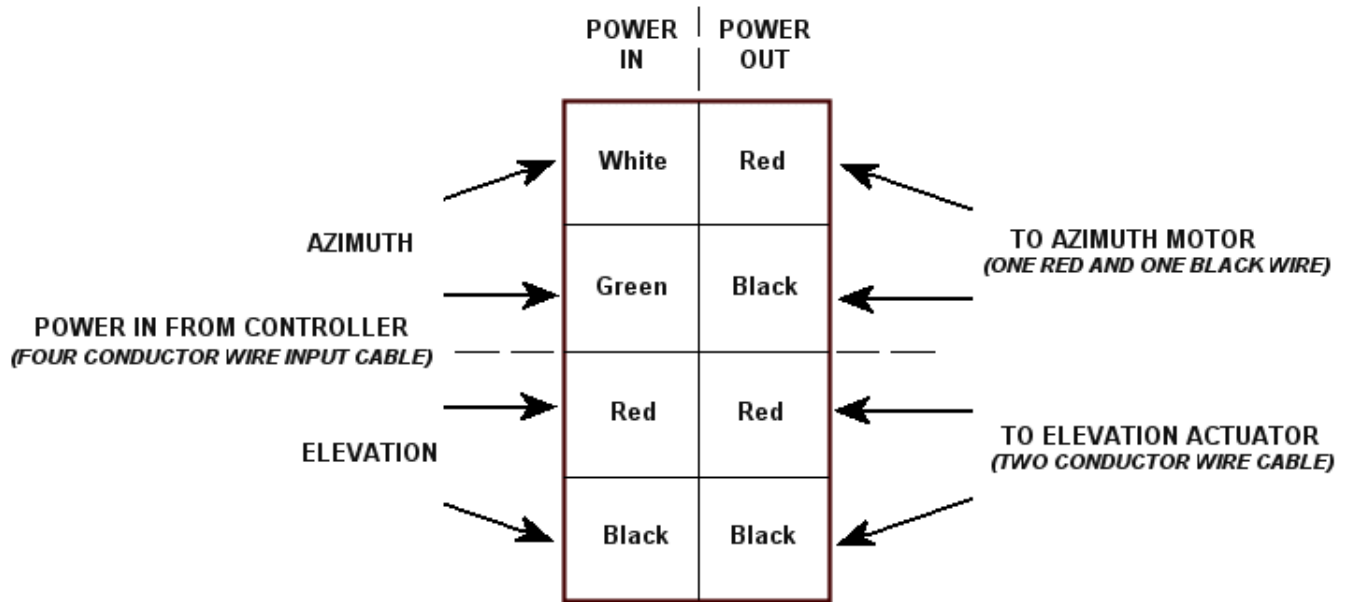 POWER IN
POWER OUT
White
Red
AZIMUTH
TO AZIMUTH MOTOR
(ONE RED AND ONE BLACK WIRE)
Green
Black
POWER IN FROM CONTROLLER
(FOUR CONDUCTOR WIRE INPUT CABLE)
Red
Red
ELEVATION
TO ELEVATION ACTUATOR
(TWO CONDUCTOR WIRE CABLE)
Black
Black